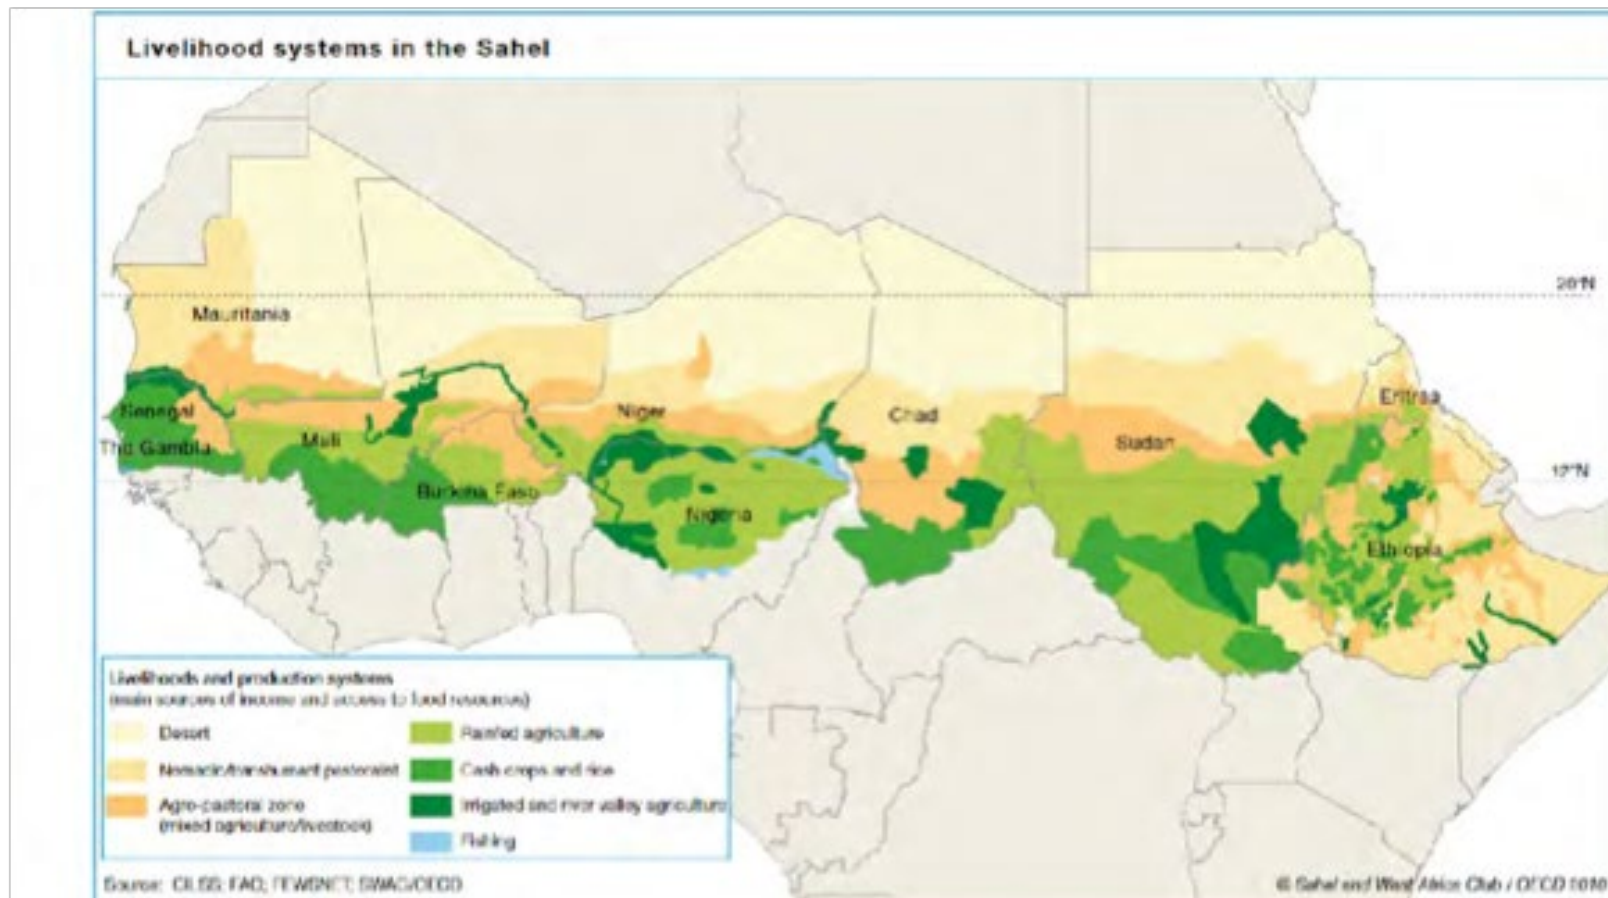 Livelihood systems in the Sahel
20°N
Mauritania
Eritrea
Senegal
Niger
Chad
Mali
Sudan
The Gambia
12°N
Burkina Faso
Nigeria
Ethiopia
Livelihoods and production systems
(main sources of income and access to food resources)
Desert
Nomadic/transhumant pastoralist
Agro-pastoral zone
(mixed agriculture/livestock)
Rainfed agriculture
Cash crops and rice
Irrigated and river valley agriculture
Fishing
Source: CILSS; FAO; FEWSNET; SWAC/OECD
© Sahel and West Africa Club / OECD 2010